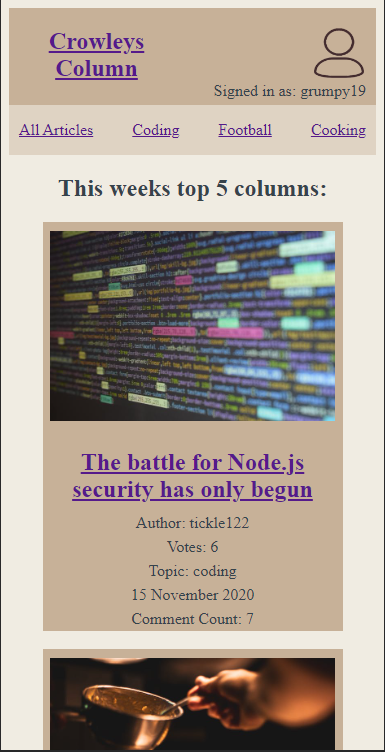 Crowleys
Column
Signed in as: grumpy19
All Articles Coding Football Cooking
This weeks top 5 columns:
The battle for Node.js
security has only begun
Author: tickle122
Votes: 6
Topic: coding
15 November 2020
Comment Count: 7